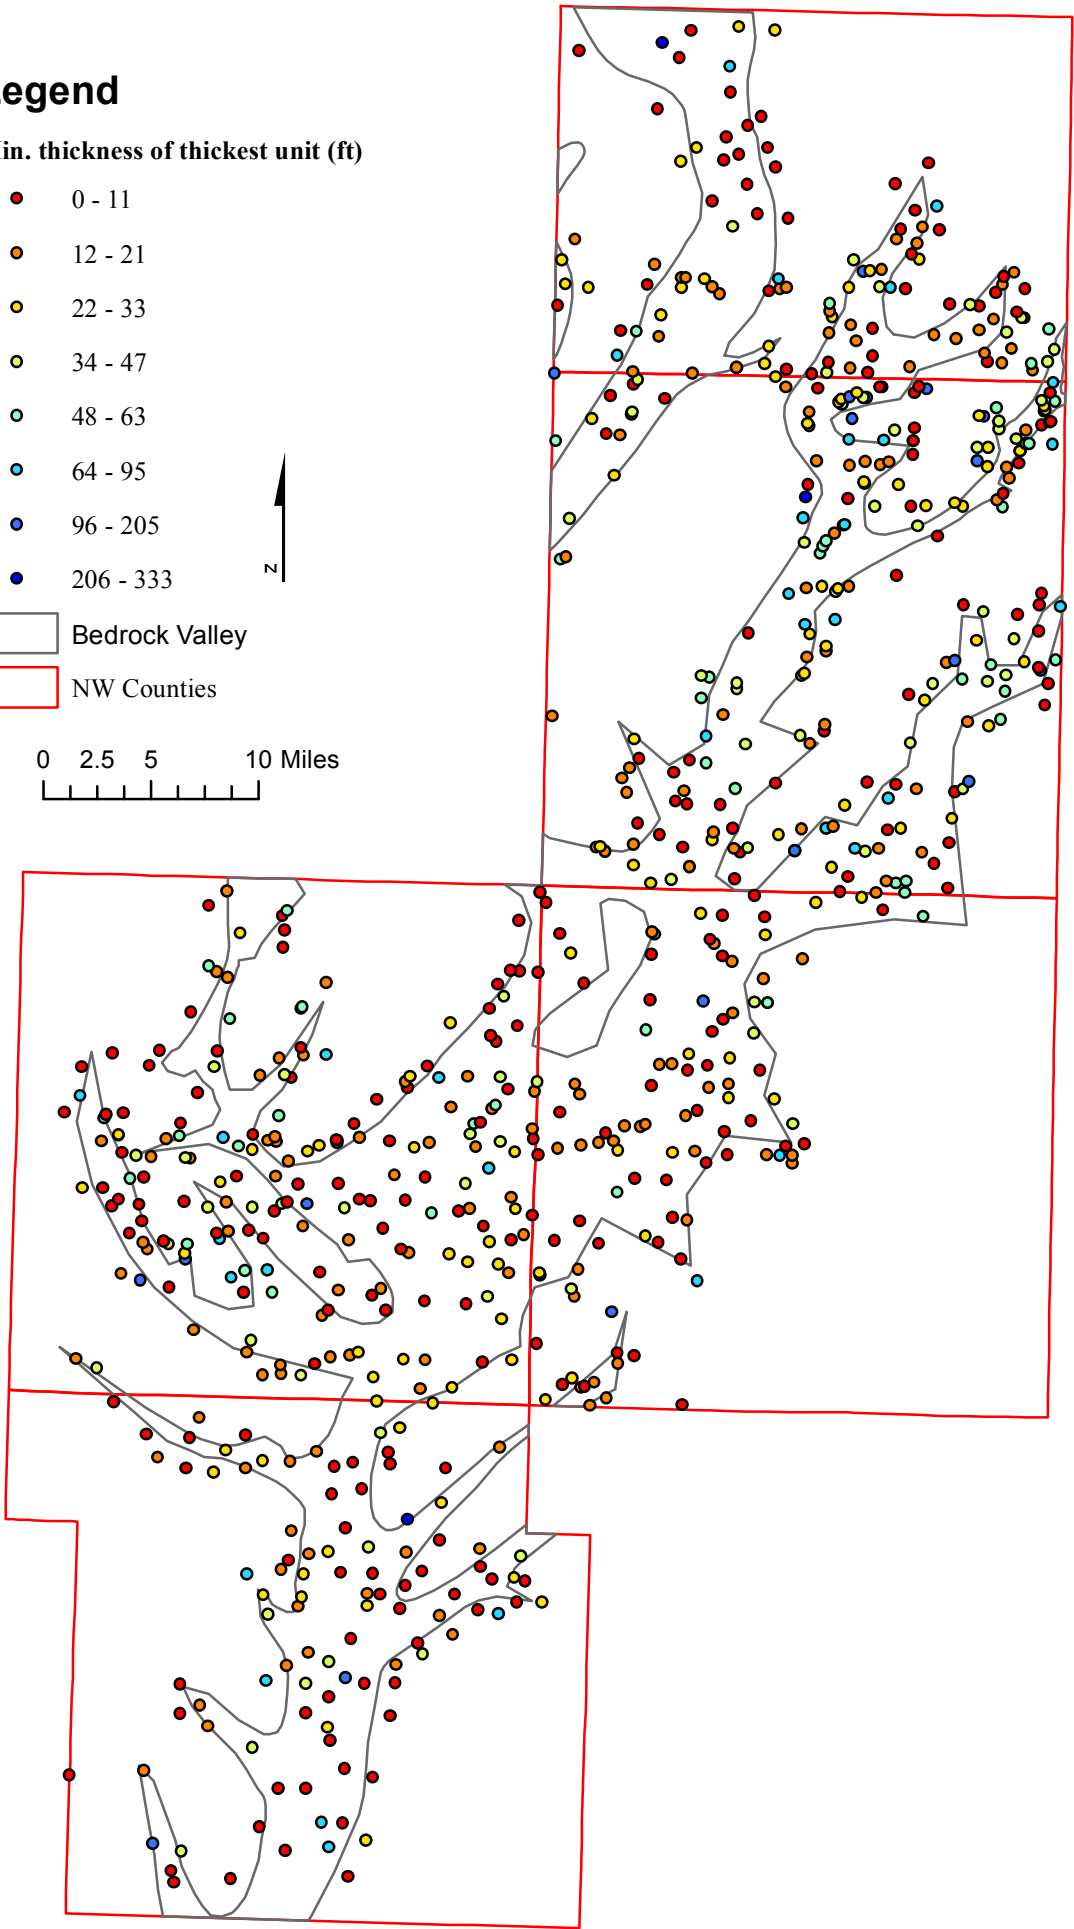 egend
in. thickness of thickest unit (ft)
0 - 11
12 - 21
22 - 33
34 - 47
48 - 63
64 - 95
96 - 205
206 - 333
Bedrock Valley
NW Counties
N
0 2.5 5 10 Miles